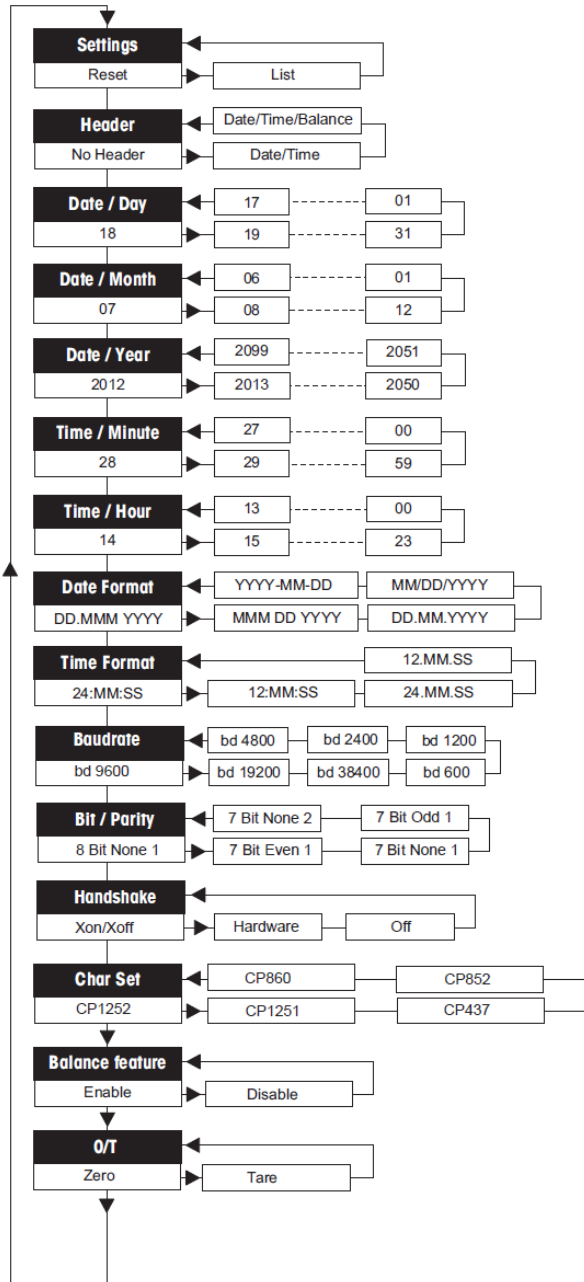 Settings
Reset List
Header Date/Time/Balance
No Header Date/Time
Date / Day 17 01
18 19 31
Date / Month 06 01
07 08 12
Date / Year 2099 2051
2012 2013 2050
Time / Minute 27 00
28 29 59
Time / Hour 13 00
14 15 23
Date Format YYYY-MM-DD MM/DD/YYYY
DD.MMM YYYY MMM DD YYYY DD.MM.YYYY
Time Format 12.MM.SS
24:MM:SS 12:MM:SS 24.MM.SS
Baudrate bd 4800 bd 2400 bd 1200
bd 9600 bd 19200 bd 38400 bd 600
Bit / Parity 7 Bit None 2 7 Bit Odd 1
8 Bit None 1 7 Bit Even 1 7 Bit None 1
Handshake
Xon/Xoff Hardware Off
Char Set CP860 CP852
CP1252 CP1251 CP437
Balance feature
Enable Disable
O/T
Zero Tare